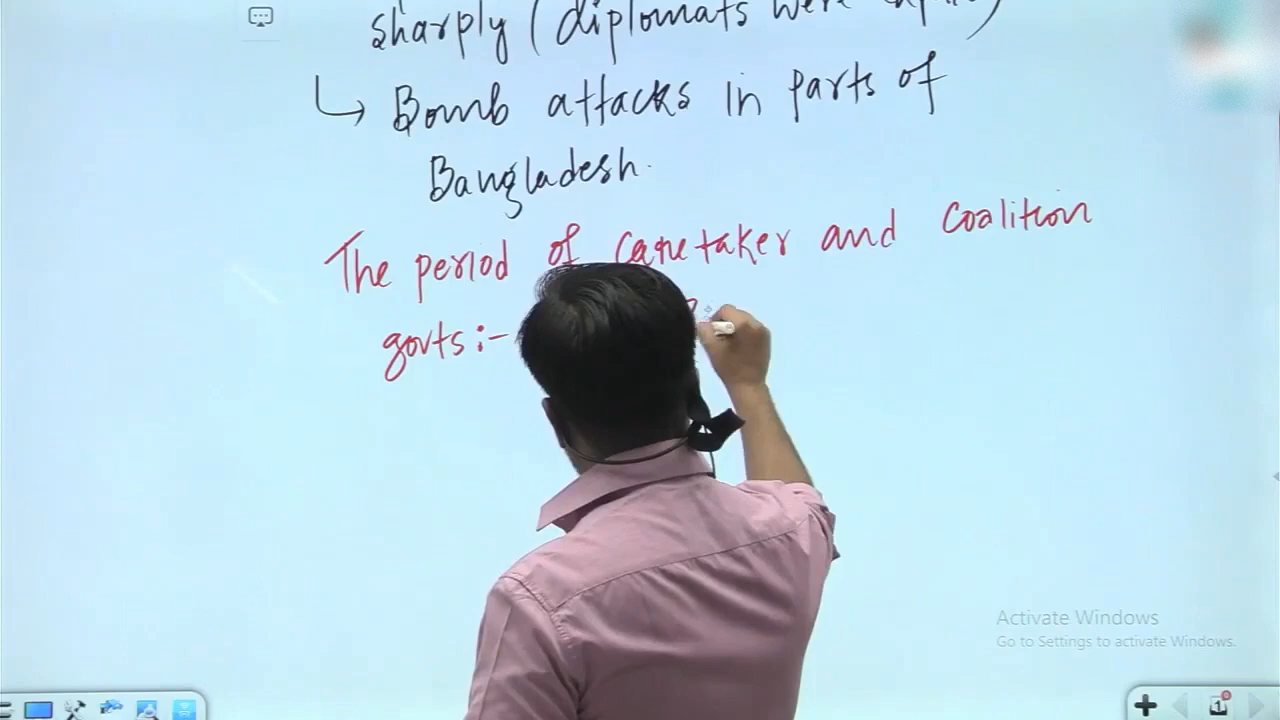 sharply (diplomats were
↳ Bomb attacks in parts of
Bangladesh.
The period of caretaker and coalition
govts :-
Activate Windows
Go to Settings to activate Windows.
1